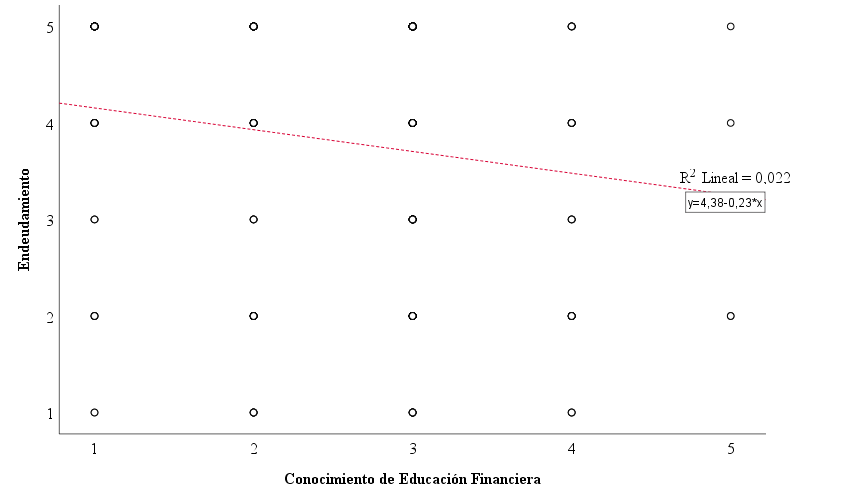 5
4
R² Lineal = 0,022
y=4,38-0,23*x
3
2
1
Endeudamiento
1 2 3 4 5
Conocimiento de Educación Financiera